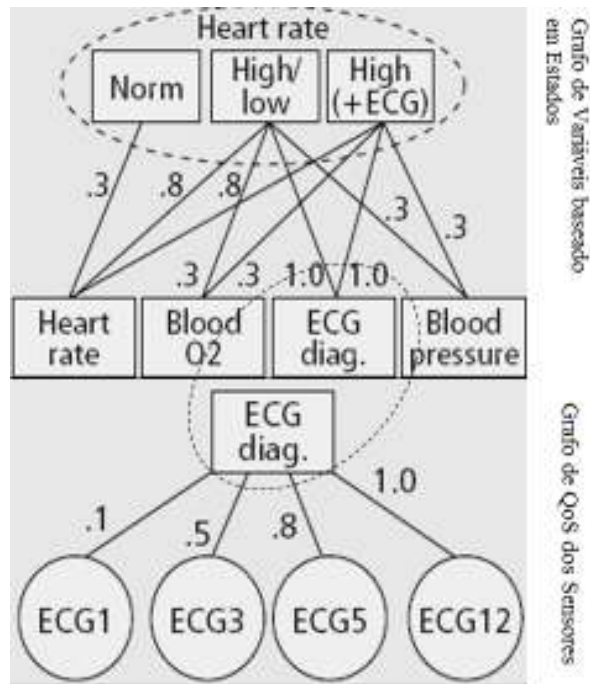 Heart rate
Norm
High/
low
High
(+ECG)
.3
.8
.8
.3
.3
.3
.3
1.0
1.0
Heart
rate
Blood
O2
ECG
diag.
Blood
pressure
ECG
diag.
.1
.5
.8
1.0
ECG1
ECG3
ECG5
ECG12
Grafo de Variáveis baseado
em Estados
Grafo de QoS dos Sensores